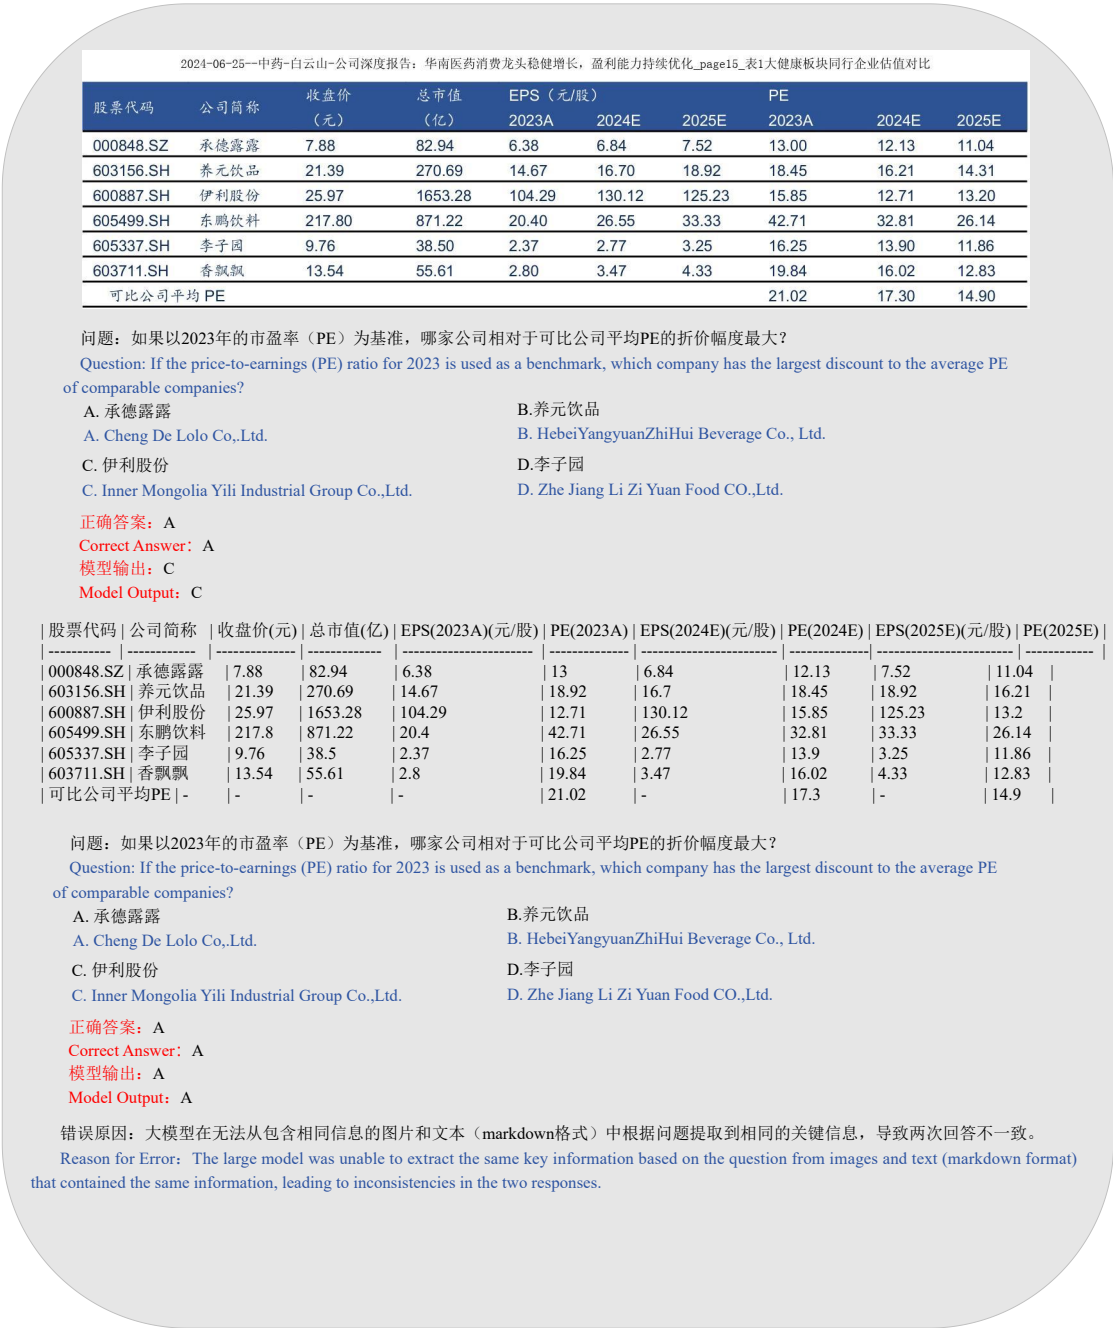 2024-06-25--中药-白云山-公司深度报告：华南医药消费龙头稳健增长，盈利能力持续优化_page15_表1大健康板块同行企业估值对比
股票代码 公司简称 收盘价（元） 总市值（亿） EPS（元/股） PE
2023A 2024E 2025E 2023A 2024E 2025E
000848.SZ 承德露露 7.88 82.94 6.38 6.84 7.52 13.00 12.13 11.04
603156.SH 养元饮品 21.39 270.69 14.67 16.70 18.92 18.45 16.21 14.31
600887.SH 伊利股份 25.97 1653.28 104.29 130.12 125.23 15.85 12.71 13.20
605499.SH 东鹏饮料 217.80 871.22 20.40 26.55 33.33 42.71 32.81 26.14
605337.SH 李子园 9.76 38.50 2.37 2.77 3.25 16.25 13.90 11.86
603711.SH 香飘飘 13.54 55.61 2.80 3.47 4.33 19.84 16.02 12.83
可比公司平均 PE 21.02 17.30 14.90
问题：如果以2023年的市盈率（PE）为基准，哪家公司相对于可比公司平均PE的折价幅度最大？
Question: If the price-to-earnings (PE) ratio for 2023 is used as a benchmark, which company has the largest discount to the average PE
of comparable companies?
A. 承德露露 B.养元饮品
A. Cheng De Lolo Co,.Ltd. B. HebeiYangyuanZhiHui Beverage Co., Ltd.
C. 伊利股份 D.李子园
C. Inner Mongolia Yili Industrial Group Co.,Ltd. D. Zhe Jiang Li Zi Yuan Food CO.,Ltd.
正确答案：A
Correct Answer：A
模型输出：C
Model Output：C
| 股票代码 | 公司简称 | 收盘价(元) | 总市值(亿) | EPS(2023A)(元/股) | PE(2023A) | EPS(2024E)(元/股) | PE(2024E) | EPS(2025E)(元/股) | PE(2025E) |
| ----------- | ------------ | -------------- | ------------- | ----------------------- | -------------- | ------------------------ | --------------| ------------------------ | ------------ |
| 000848.SZ | 承德露露 | 7.88 | 82.94 | 6.38 | 13 | 6.84 | 12.13 | 7.52 | 11.04 |
| 603156.SH | 养元饮品 | 21.39 | 270.69 | 14.67 | 18.92 | 16.7 | 18.45 | 18.92 | 16.21 |
| 600887.SH | 伊利股份 | 25.97 | 1653.28 | 104.29 | 12.71 | 130.12 | 15.85 | 125.23 | 13.2 |
| 605499.SH | 东鹏饮料 | 217.8 | 871.22 | 20.4 | 42.71 | 26.55 | 32.81 | 33.33 | 26.14 |
| 605337.SH | 李子园 | 9.76 | 38.5 | 2.37 | 16.25 | 2.77 | 13.9 | 3.25 | 11.86 |
| 603711.SH | 香飘飘 | 13.54 | 55.61 | 2.8 | 19.84 | 3.47 | 16.02 | 4.33 | 12.83 |
| 可比公司平均PE | - | - | - | - | 21.02 | - | 17.3 | - | 14.9 |
问题：如果以2023年的市盈率（PE）为基准，哪家公司相对于可比公司平均PE的折价幅度最大？
Question: If the price-to-earnings (PE) ratio for 2023 is used as a benchmark, which company has the largest discount to the average PE
of comparable companies?
A. 承德露露 B.养元饮品
A. Cheng De Lolo Co,.Ltd. B. HebeiYangyuanZhiHui Beverage Co., Ltd.
C. 伊利股份 D.李子园
C. Inner Mongolia Yili Industrial Group Co.,Ltd. D. Zhe Jiang Li Zi Yuan Food CO.,Ltd.
正确答案：A
Correct Answer：A
模型输出：A
Model Output：A
错误原因：大模型在无法从包含相同信息的图片和文本（markdown格式）中根据问题提取到相同的关键信息，导致两次回答不一致。
Reason for Error：The large model was unable to extract the same key information based on the question from images and text (markdown format)
that contained the same information, leading to inconsistencies in the two responses.